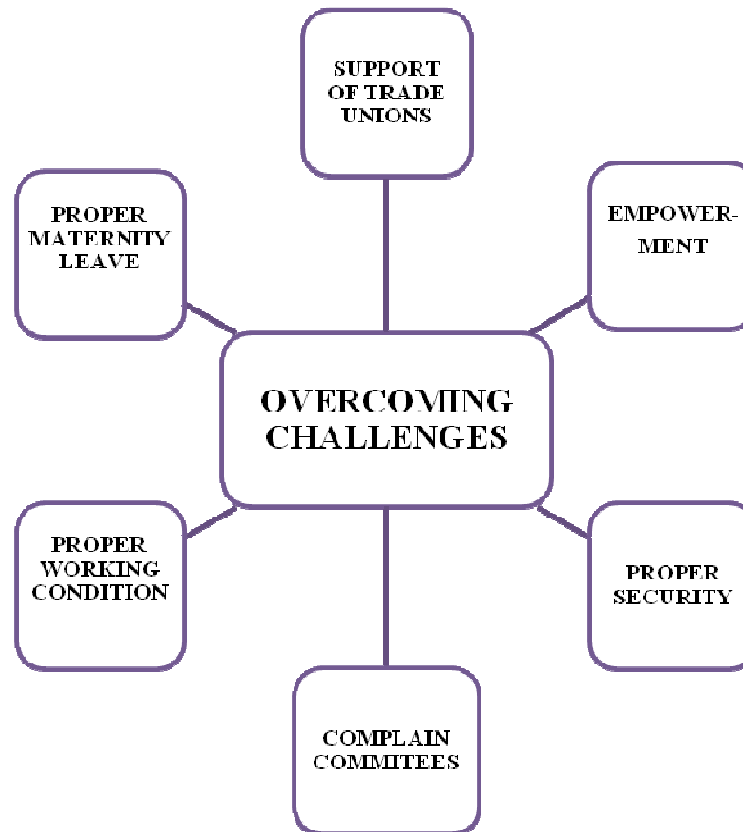 SUPPORT
OF TRADE
UNIONS
PROPER
MATERNITY
LEAVE
EMPOWER-
MENT
OVERCOMING
CHALLENGES
PROPER
WORKING
CONDITION
PROPER
SECURITY
COMPLAIN
COMMITEES